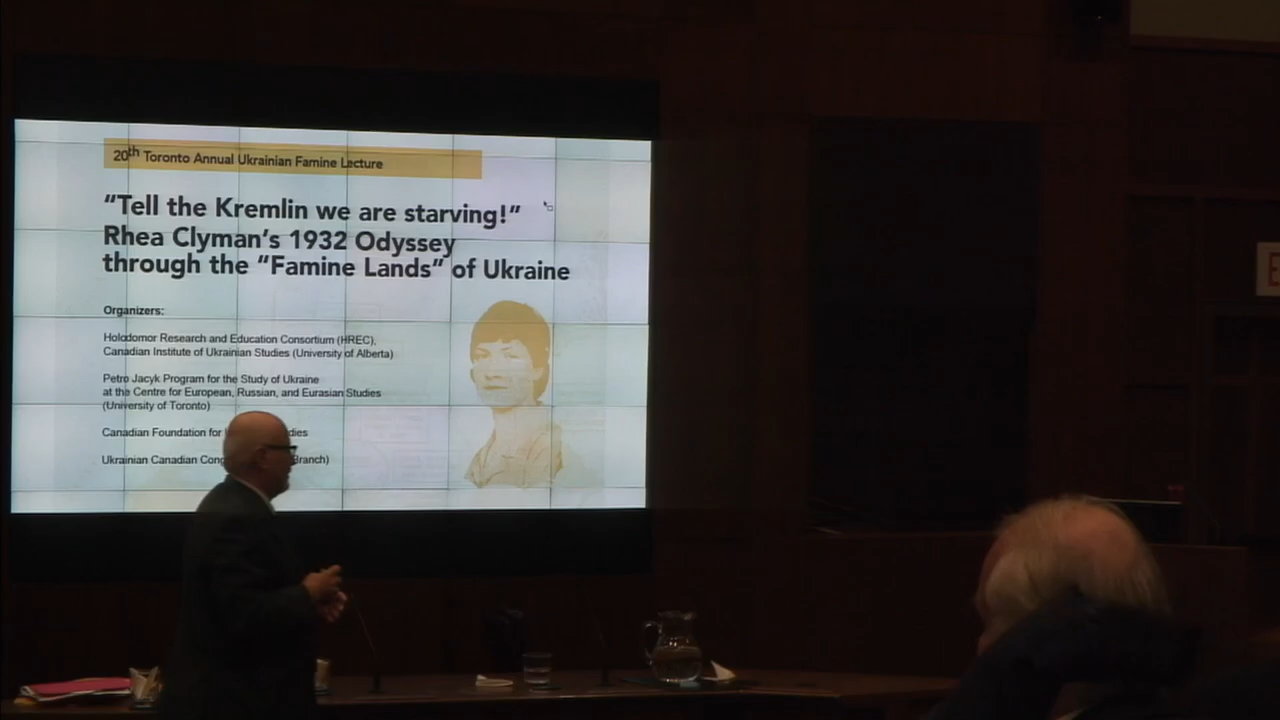 20th Toronto Annual Ukrainian Famine Lecture
“Tell the Kremlin we are starving!”
Rhea Clyman’s 1932 Odyssey
through the “Famine Lands” of Ukraine
Organizers:
Holodomor Research and Education Consortium (HREC),
Canadian Institute of Ukrainian Studies (University of Alberta)
Petro Jacyk Program for the Study of Ukraine
at the Centre for European, Russian, and Eurasian Studies
(University of Toronto)
Canadian Foundation for
Ukrainian Canadian Branch)